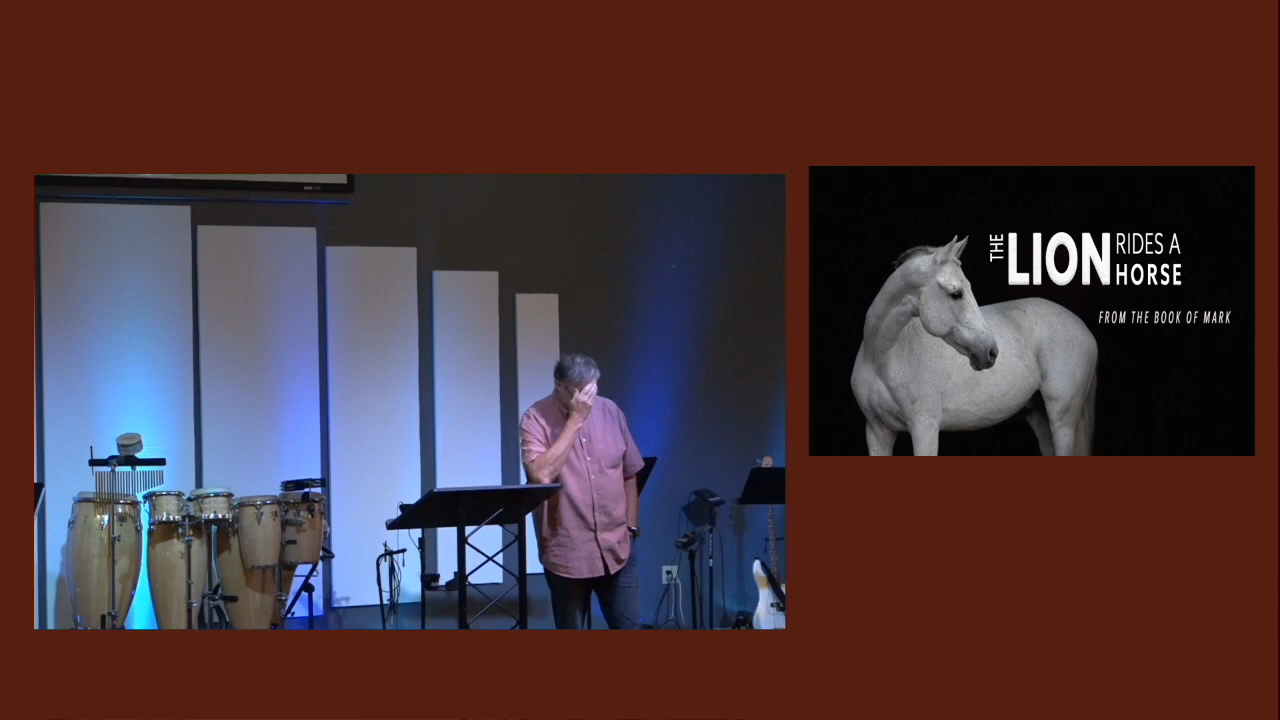 THE LION RIDES A
HORSE
FROM THE BOOK OF MARK